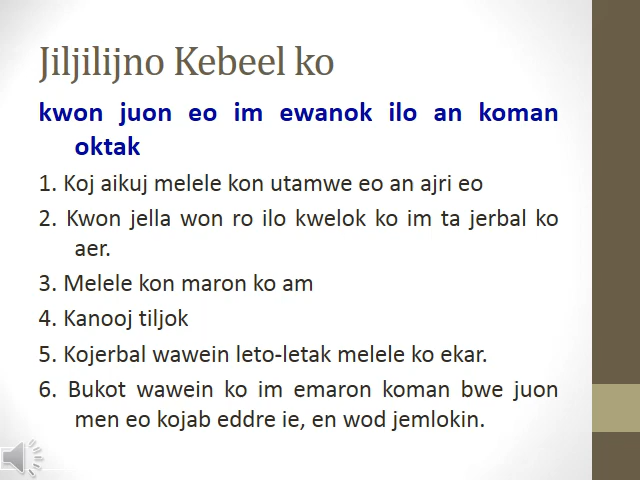 Jiljilijno Kebeel ko
kwon juon eo im ewanok ilo an koman
oktak
1. Koj aikuj melele kon utamwe eo an ajri eo
2. Kwon jella won ro ilo kwelok ko im ta jerbal ko
aer.
3. Melele kon maron ko am
4. Kanooj tiljok
5. Kojerbal wawein leto-letak melele ko ekar.
6. Bukot wawein ko im emaron koman bwe juon
men eo kojab eddre ie, en wod jemlokin.